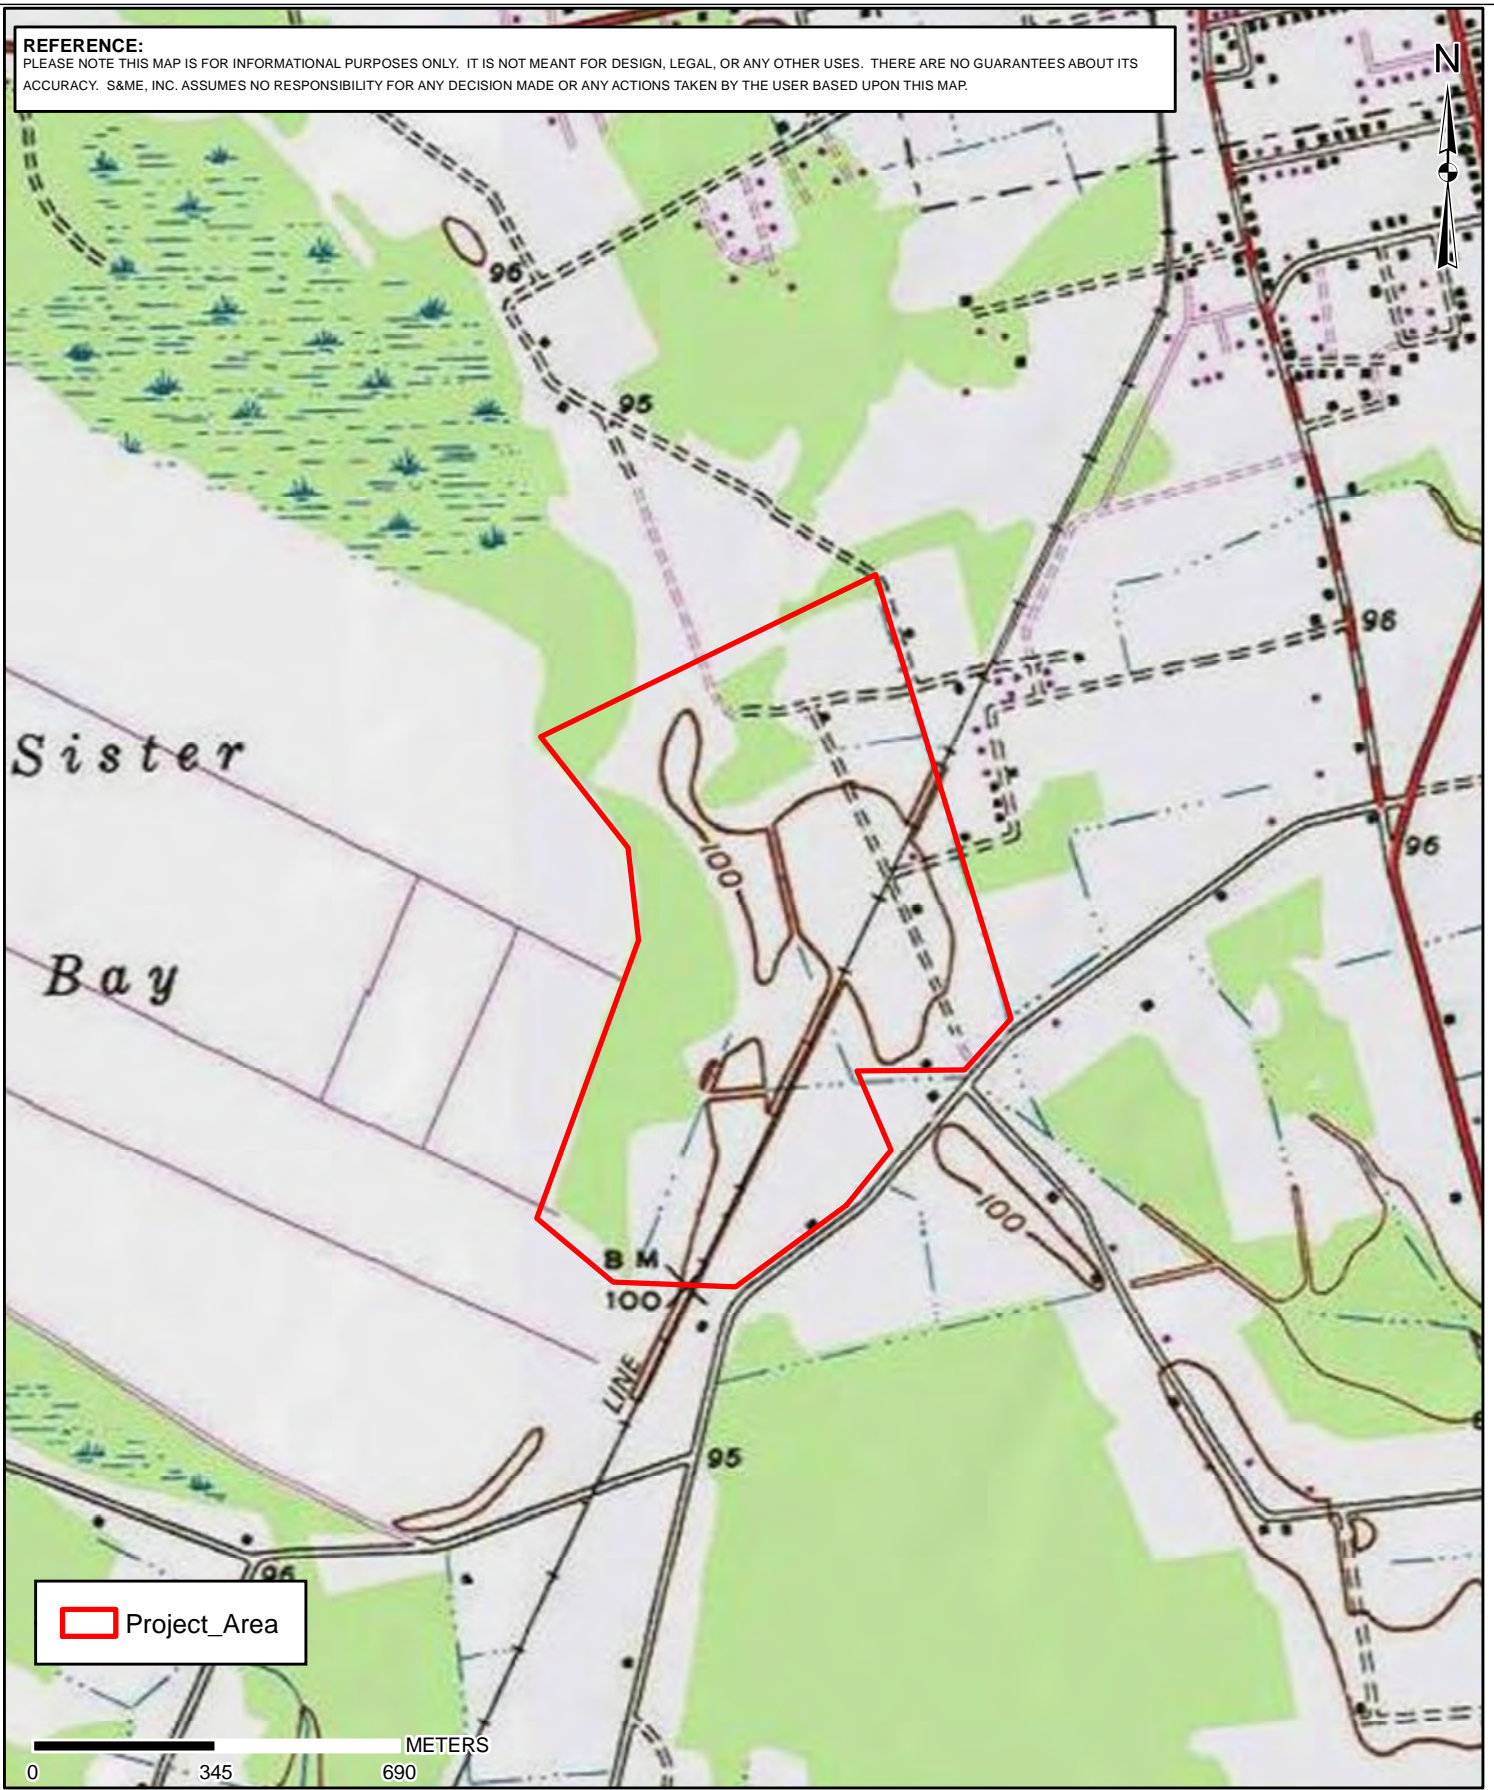 REFERENCE:
PLEASE NOTE THIS MAP IS FOR INFORMATIONAL PURPOSES ONLY. IT IS NOT MEANT FOR DESIGN, LEGAL, OR ANY OTHER USES. THERE ARE NO GUARANTEES ABOUT ITS
ACCURACY. S&ME, INC. ASSUMES NO RESPONSIBILITY FOR ANY DECISION MADE OR ANY ACTIONS TAKEN BY THE USER BASED UPON THIS MAP.
N
96
95
96
Sister
100
96
Bay
100
BM
100
LINE
95
96
Project_Area
METERS
0 345 690